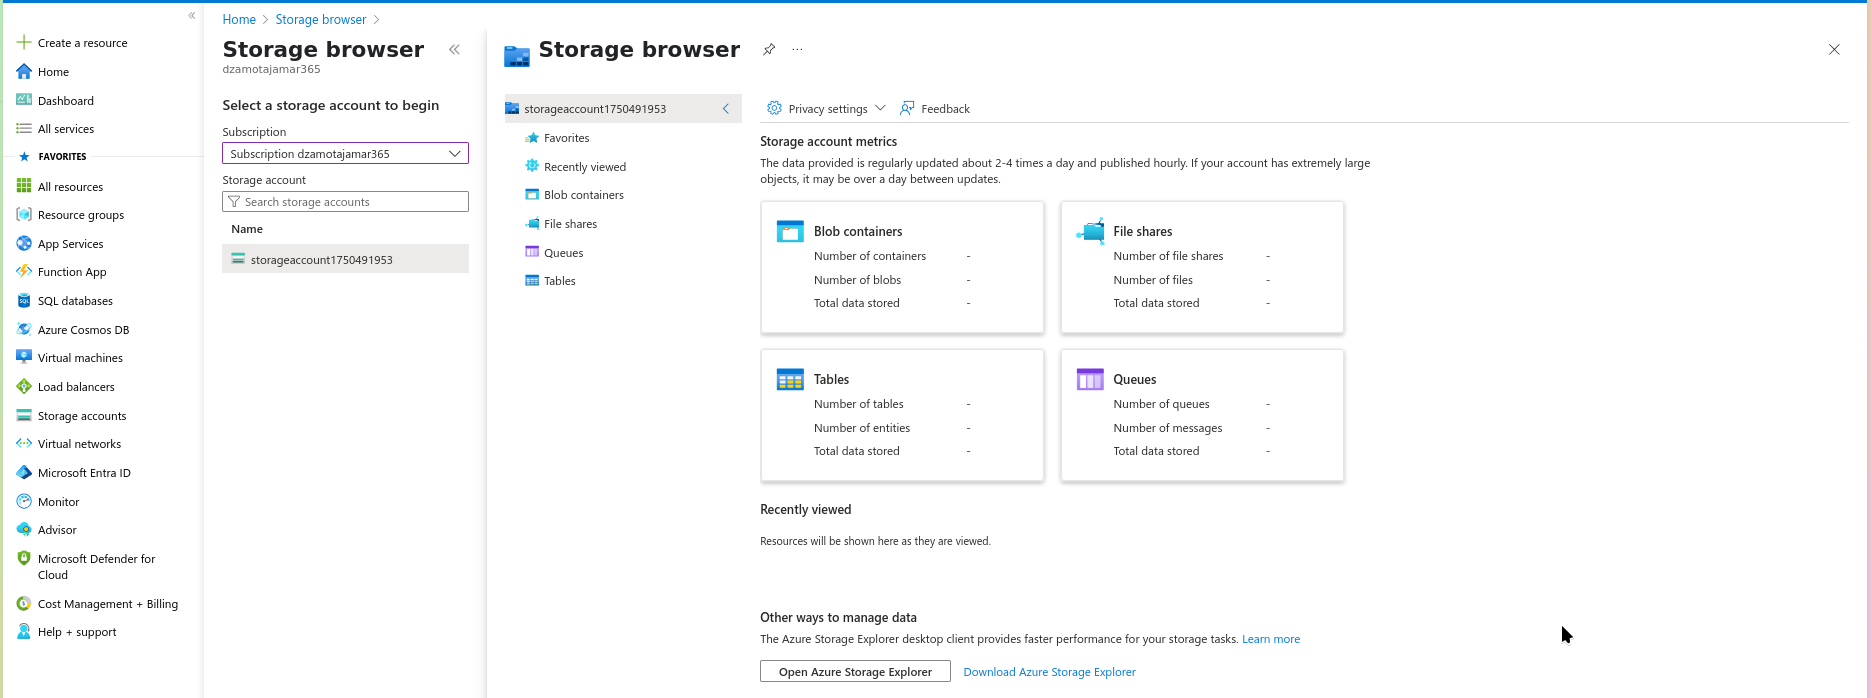 Create a resource
Home
Dashboard
All services
FAVORITES
All resources
Resource groups
App Services
Function App
SQL databases
Azure Cosmos DB
Virtual machines
Load balancers
Storage accounts
Virtual networks
Microsoft Entra ID
Monitor
Advisor
Microsoft Defender for
Cloud
Cost Management + Billing
Help + support
Home > Storage browser >
Storage browser
dzamotajamar365
Select a storage account to begin
Subscription
Subscription dzamotajamar365
Storage account
Search storage accounts
Name
storageaccount1750491953
Storage browser
storageaccount1750491953
Favorites
Recently viewed
Blob containers
File shares
Queues
Tables
Privacy settings
Feedback
Storage account metrics
The data provided is regularly updated about 2-4 times a day and published hourly. If your account has extremely large
objects, it may be over a day between updates.
Blob containers
Number of containers -
Number of blobs -
Total data stored -
File shares
Number of file shares -
Number of files -
Total data stored -
Tables
Number of tables -
Number of entities -
Total data stored -
Queues
Number of queues -
Number of messages -
Total data stored -
Recently viewed
Resources will be shown here as they are viewed.
Other ways to manage data
The Azure Storage Explorer desktop client provides faster performance for your storage tasks. Learn more
Open Azure Storage Explorer
Download Azure Storage Explorer